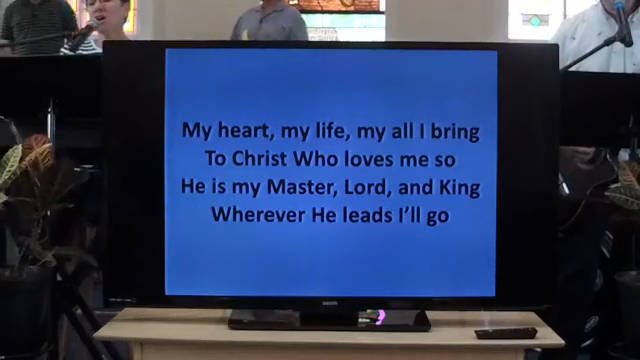 My heart, my life, my all I bring
To Christ Who loves me so
He is my Master, Lord, and King
Wherever He leads I'll go